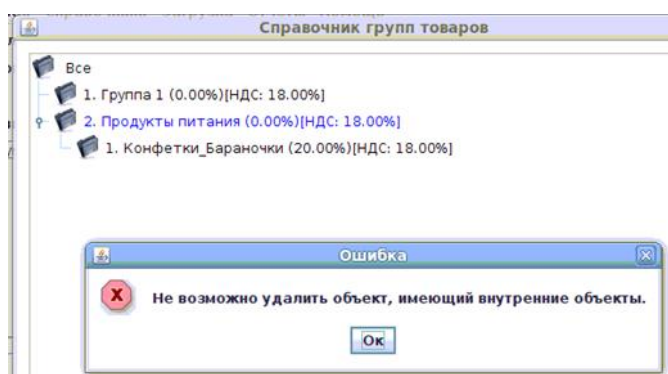 Справочник групп товаров
Все
1. Группа 1 (0.00%)[НДС: 18.00%]
2. Продукты питания (0.00%)[НДС: 18.00%]
1. Конфетки_Бараночки (20.00%)[НДС: 18.00%]
Ошибка
Не возможно удалить объект, имеющий внутренние объекты.
Ок